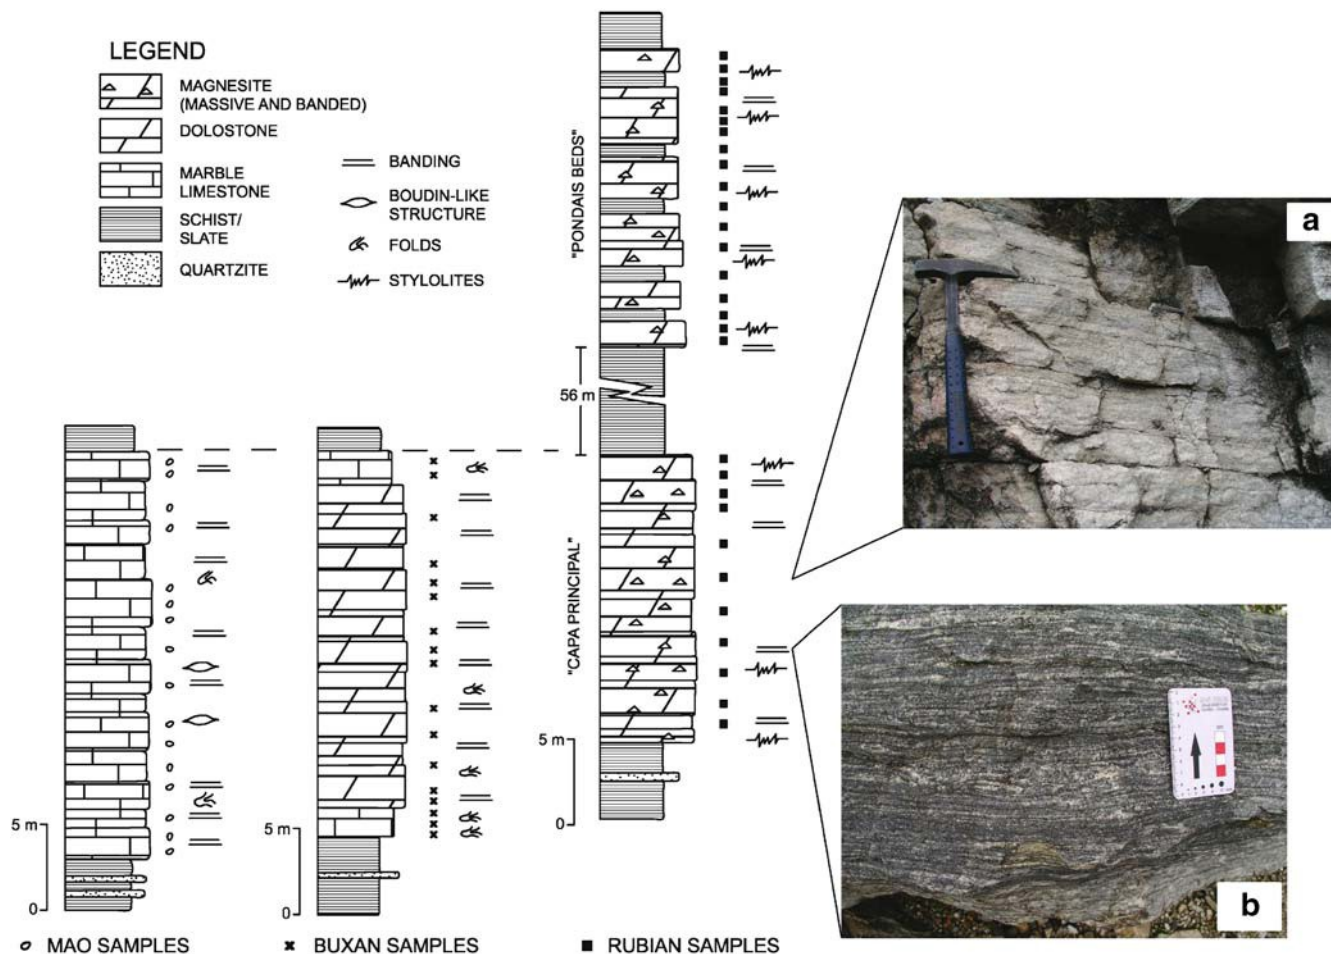 LEGEND
MAGNESITE
(MASSIVE AND BANDED)
DOLOSTONE
MARBLE
LIMESTONE
SCHIST/
SLATE
QUARTZITE
BANDING
BOUDIN-LIKE
STRUCTURE
FOLDS
STYLOLITES
"PONDAIS BEDS"
56 m
"CAPA PRINCIPAL"
5 m
0
5 m
0
5 m
0
a
b
MAO SAMPLES
BUXAN SAMPLES
RUBIAN SAMPLES